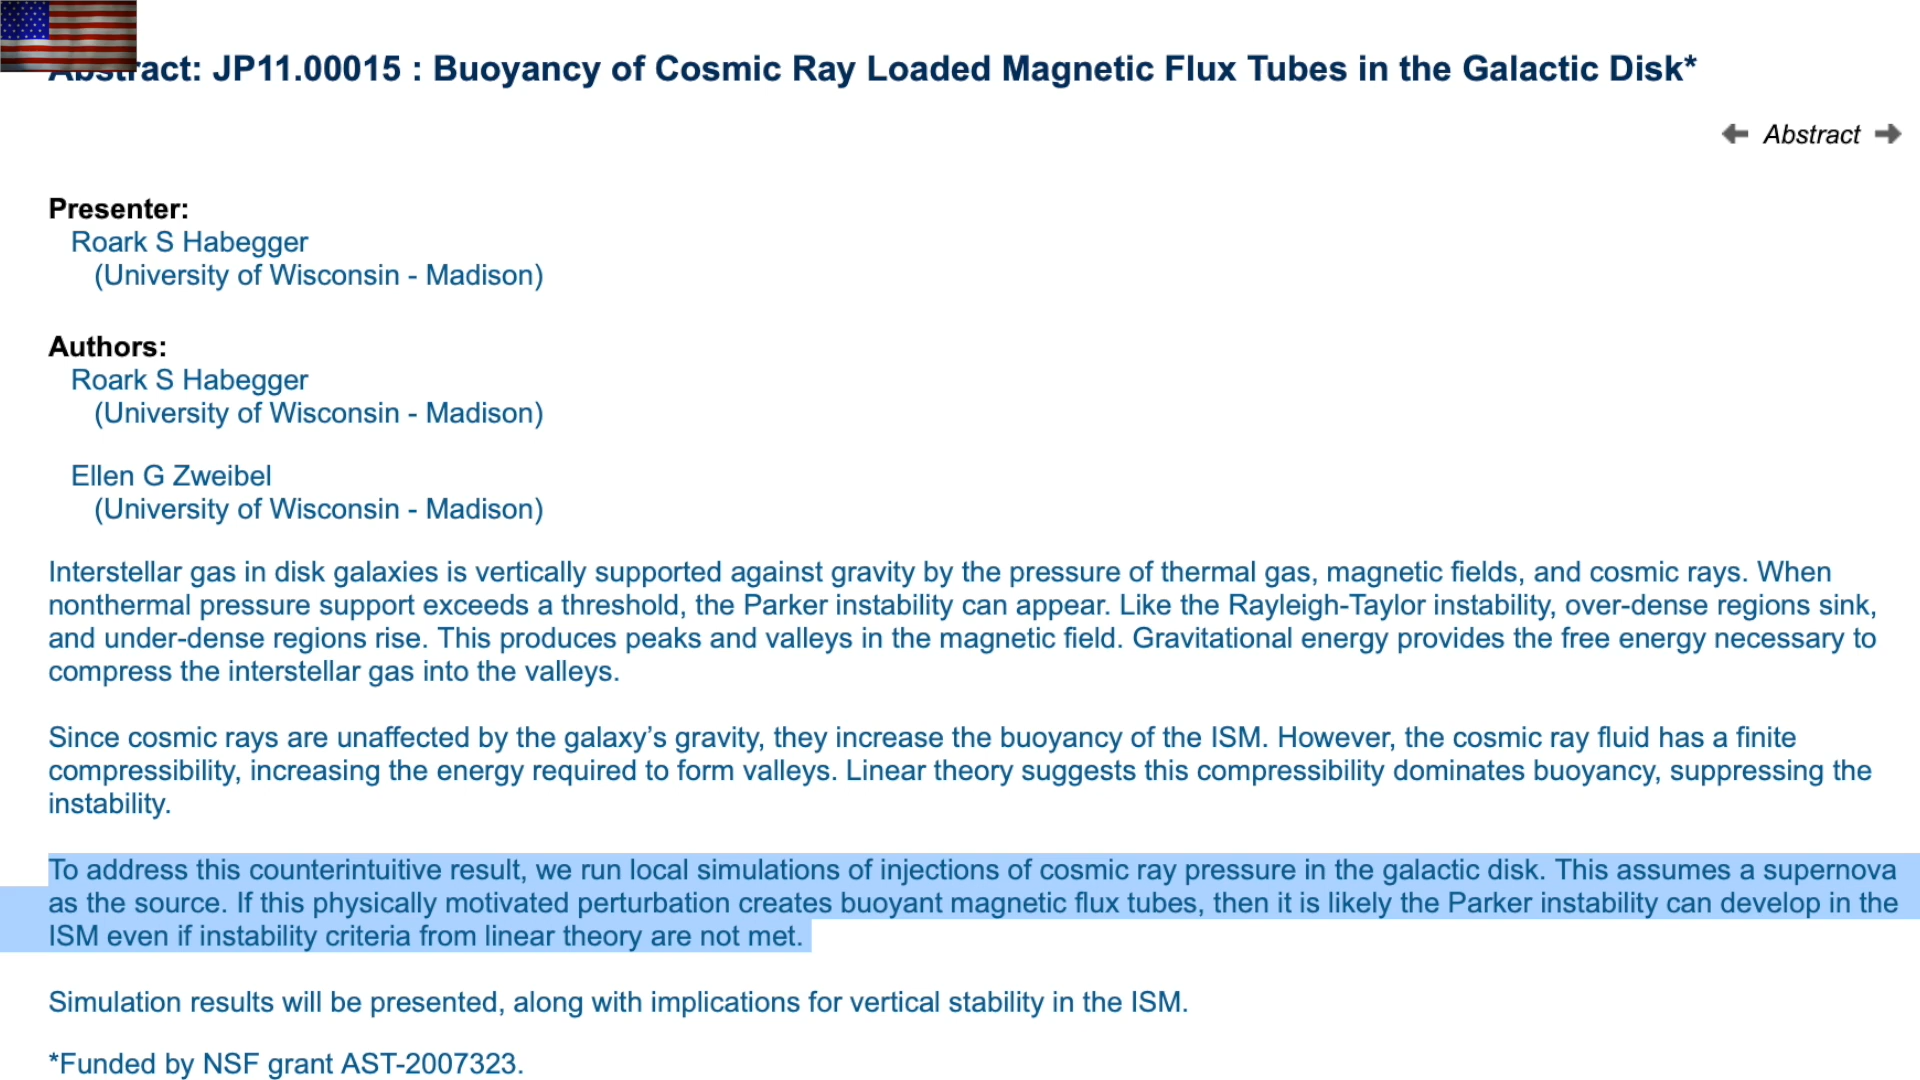 Abstract: JP11.00015 : Buoyancy of Cosmic Ray Loaded Magnetic Flux Tubes in the Galactic Disk*
Abstract
Presenter:
Roark S Habegger
(University of Wisconsin - Madison)
Authors:
Roark S Habegger
(University of Wisconsin - Madison)
Ellen G Zweibel
(University of Wisconsin - Madison)
Interstellar gas in disk galaxies is vertically supported against gravity by the pressure of thermal gas, magnetic fields, and cosmic rays. When
nonthermal pressure support exceeds a threshold, the Parker instability can appear. Like the Rayleigh-Taylor instability, over-dense regions sink,
and under-dense regions rise. This produces peaks and valleys in the magnetic field. Gravitational energy provides the free energy necessary to
compress the interstellar gas into the valleys.
Since cosmic rays are unaffected by the galaxy’s gravity, they increase the buoyancy of the ISM. However, the cosmic ray fluid has a finite
compressibility, increasing the energy required to form valleys. Linear theory suggests this compressibility dominates buoyancy, suppressing the
instability.
To address this counterintuitive result, we run local simulations of injections of cosmic ray pressure in the galactic disk. This assumes a supernova
as the source. If this physically motivated perturbation creates buoyant magnetic flux tubes, then it is likely the Parker instability can develop in the
ISM even if instability criteria from linear theory are not met.
Simulation results will be presented, along with implications for vertical stability in the ISM.
*Funded by NSF grant AST-2007323.